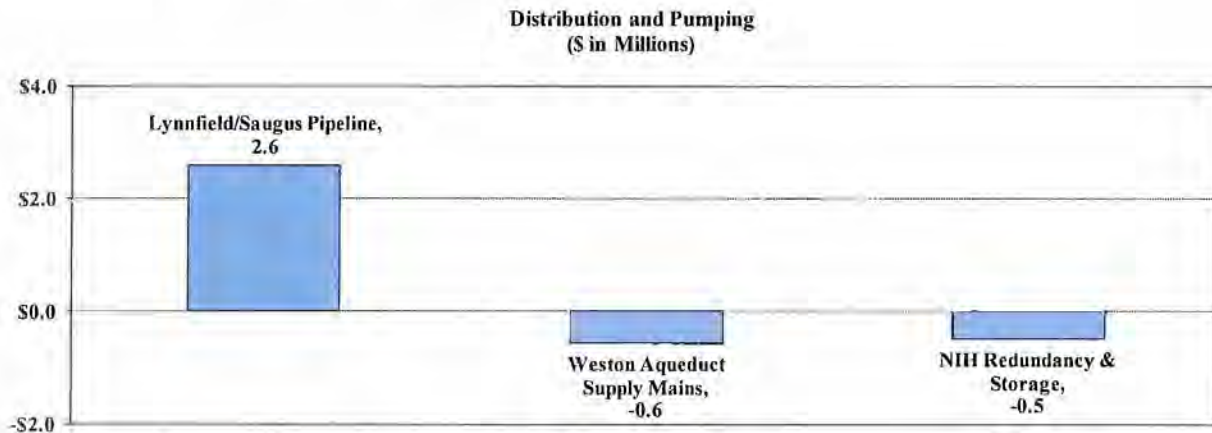 Distribution and Pumping
($ in Millions)
$4.0
Lynnfield/Saugus Pipeline,
2.6
$2.0
$0.0
Weston Aqueduct
Supply Mains,
-0.6
NIH Redundancy &
Storage,
-0.5
-$2.0